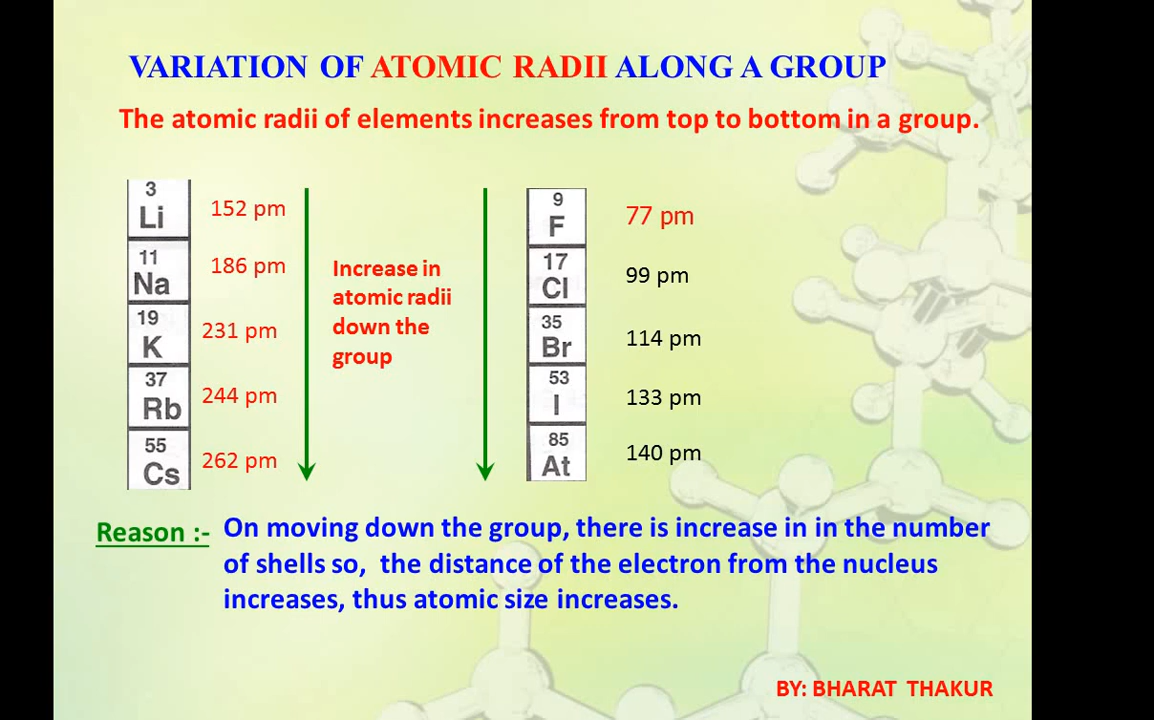 VARIATION OF ATOMIC RADII ALONG A GROUP
The atomic radii of elements increases from top to bottom in a group.
3
Li
152 pm
11
Na
186 pm
19
K
231 pm
37
Rb
244 pm
55
Cs
262 pm
Increase in
atomic radii
down the
group
9
F
77 pm
17
Cl
99 pm
35
Br
114 pm
53
I
133 pm
85
At
140 pm
Reason :- On moving down the group, there is increase in in the number
of shells so, the distance of the electron from the nucleus
increases, thus atomic size increases.
BY: BHARAT THAKUR